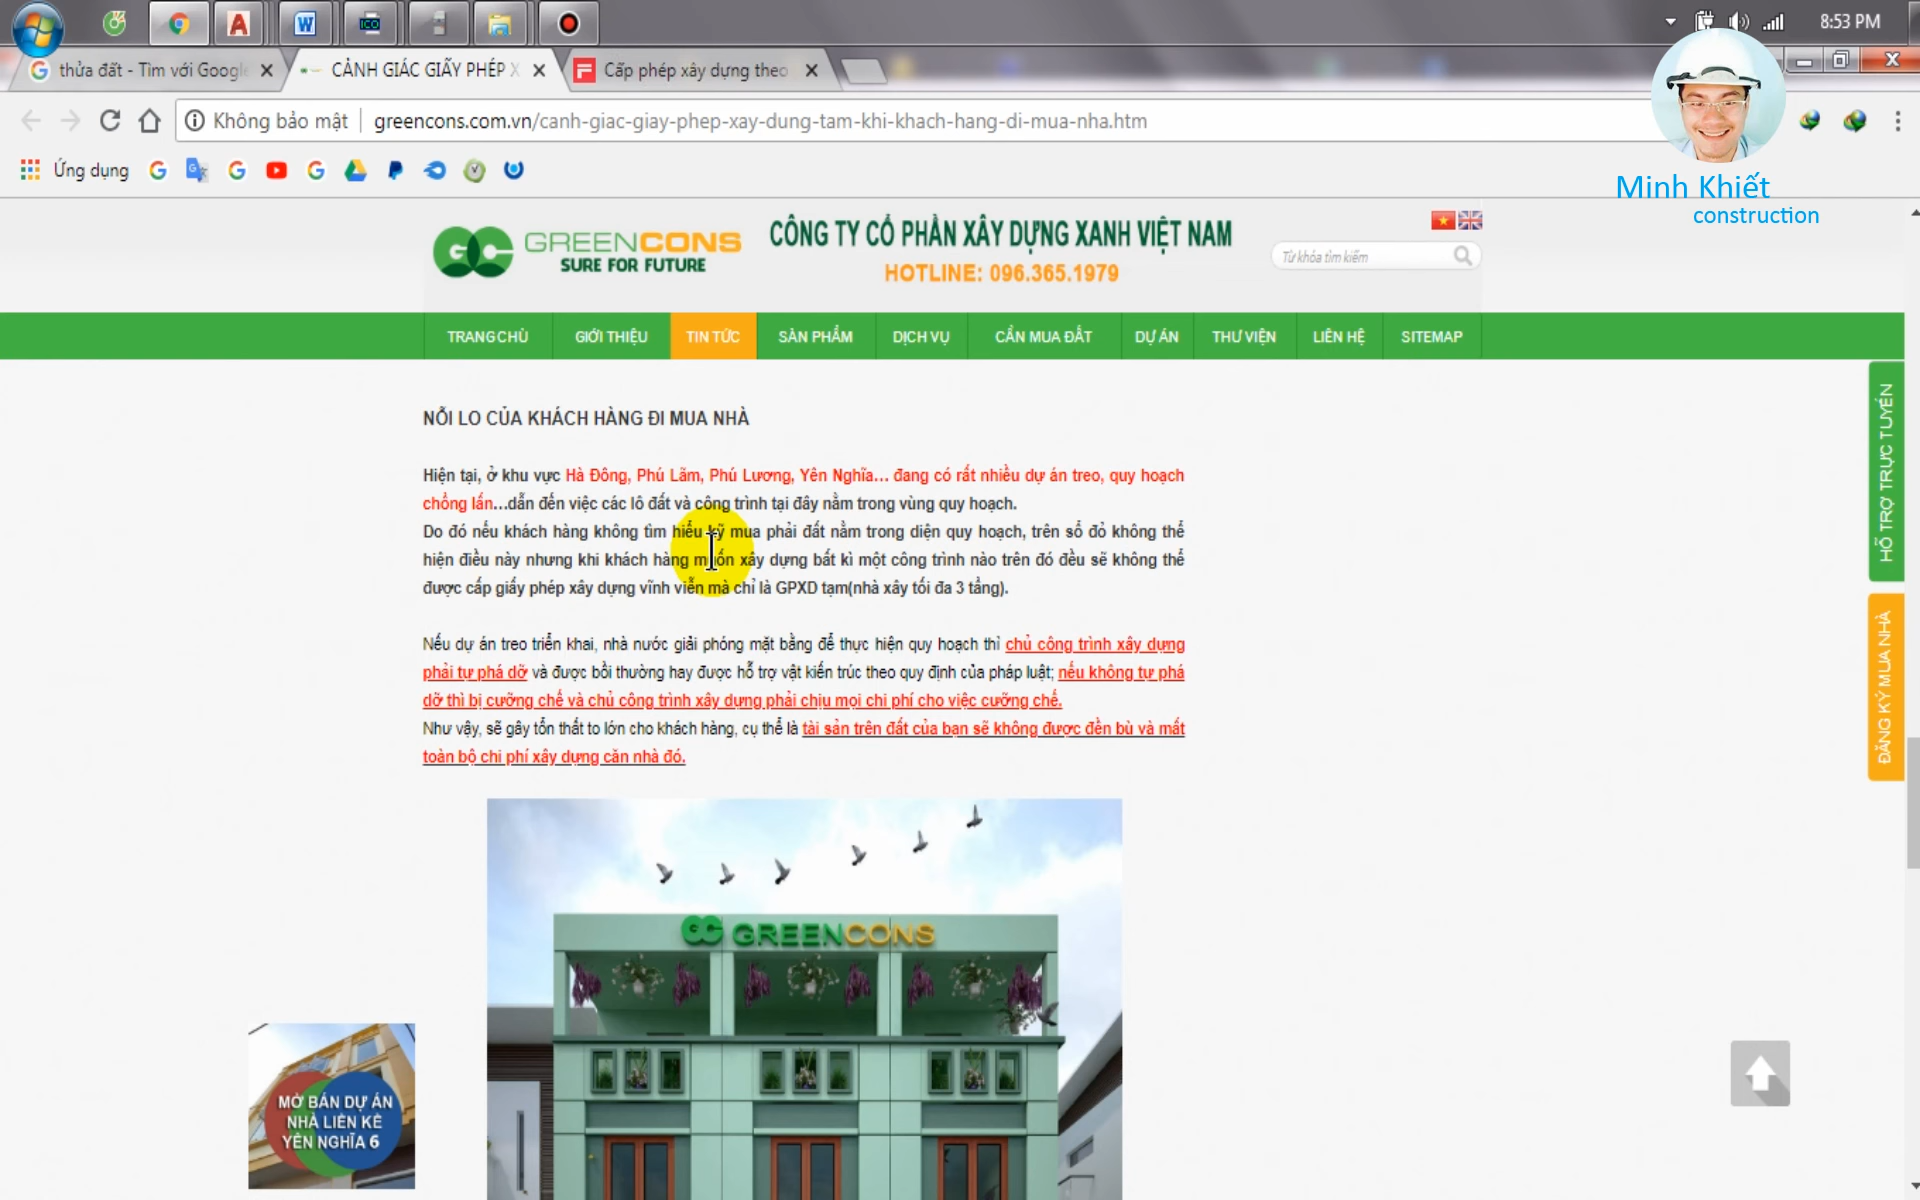 8:53 PM
thửa đất - Tìm với Googl
CẢNH GIÁC GIẤY PHÉP X
Cấp phép xây dựng theo
Không bảo mật
greencons.com.vn/canh-giac-giay-phep-xay-dung-tam-khi-khach-hang-di-mua-nha.htm
Ứng dụng
Minh Khiết
construction
GREENCONS
SURE FOR FUTURE
CÔNG TY CỔ PHẦN XÂY DỰNG XANH VIỆT NAM
HOTLINE: 096.365.1979
Từ khóa tìm kiếm
TRANG CHỦ
GIỚI THIỆU
TIN TỨC
SẢN PHẨM
DỊCH VỤ
CẦN MUA ĐẤT
DỰ ÁN
THƯ VIỆN
LIÊN HỆ
SITEMAP
HỖ TRỢ TRỰC TUYẾN
ĐĂNG KÝ MUA NHÀ
NỖI LO CỦA KHÁCH HÀNG ĐI MUA NHÀ
Hiện tại, ở khu vực Hà Đông, Phú Lãm, Phú Lương, Yên Nghĩa... đang có rất nhiều dự án treo, quy hoạch
chồng lấn...dẫn đến việc các lô đất và công trình tại đây nằm trong vùng quy hoạch.
Do đó nếu khách hàng không tìm hiểu kỹ mua phải đất nằm trong diện quy hoạch, trên sổ đỏ không thể
hiện điều này nhưng khi khách hàng muốn xây dựng bất kì một công trình nào trên đó đều sẽ không thể
được cấp giấy phép xây dựng vĩnh viễn mà chỉ là GPXD tạm(nhà xây tối đa 3 tầng).
Nếu dự án treo triển khai, nhà nước giải phóng mặt bằng để thực hiện quy hoạch thì chủ công trình xây dựng
phải tự phá dỡ và được bồi thường hay được hỗ trợ vật kiến trúc theo quy định của pháp luật; nếu không tự phá
dỡ thì bị cưỡng chế và chủ công trình xây dựng phải chịu mọi chi phí cho việc cưỡng chế.
Như vậy, sẽ gây tổn thất to lớn cho khách hàng, cụ thể là tài sản trên đất của bạn sẽ không được đền bù và mất
toàn bộ chi phí xây dựng căn nhà đó.
GREENCONS
MỞ BÁN DỰ ÁN
NHÀ LIỀN KỀ
YÊN NGHĨA 6